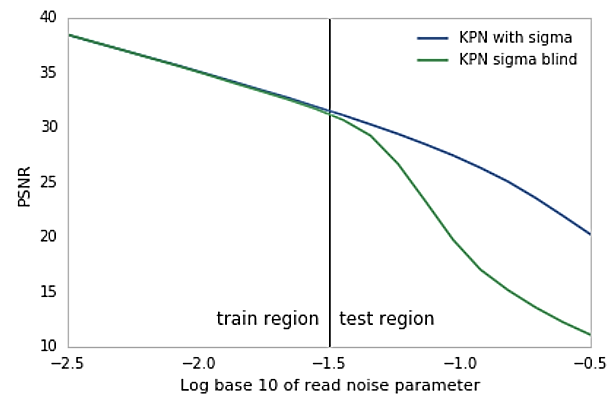 40
35
30
25
20
15
10
PSNR
KPN with sigma
KPN sigma blind
train region
test region
−2.5
−2.0
−1.5
−1.0
−0.5
Log base 10 of read noise parameter